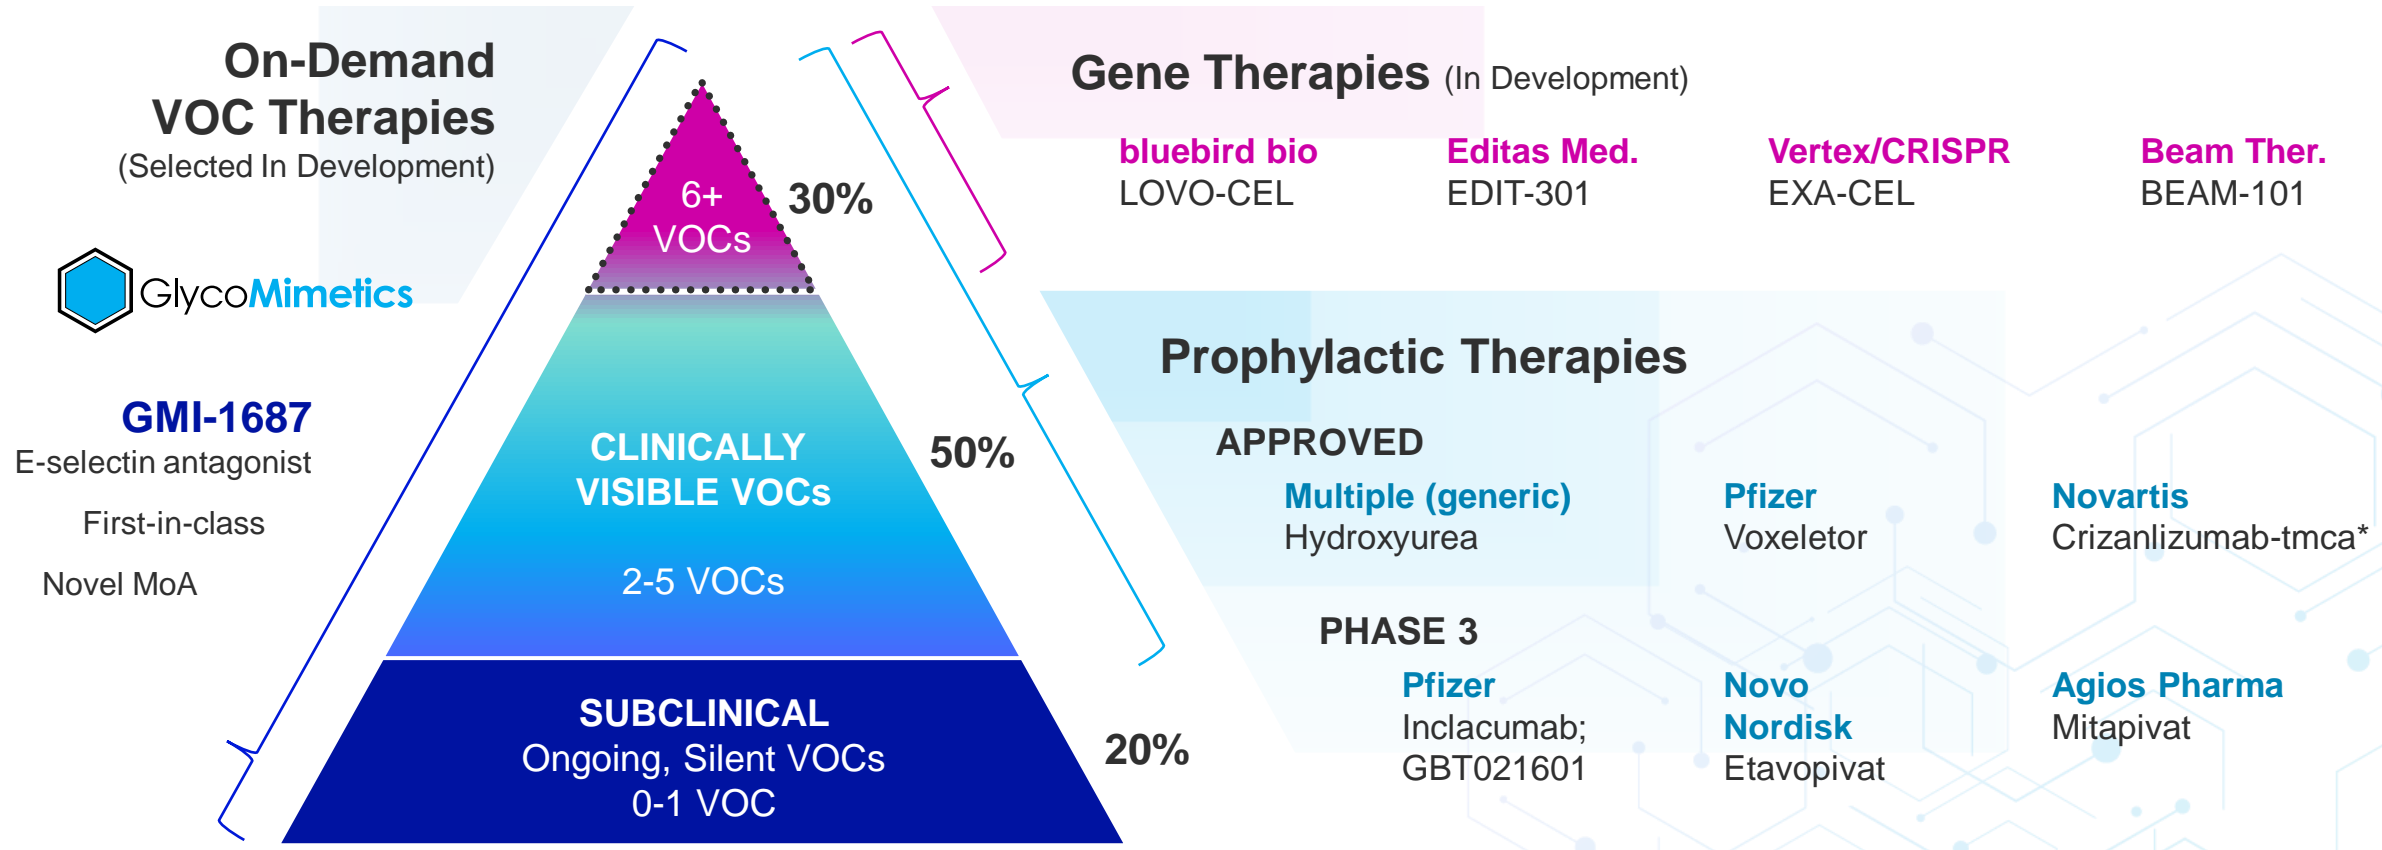 On-Demand
VOC Therapies
(Selected In Development)
GlycoMimetics
GMI-1687
E-selectin antagonist
First-in-class
Novel MoA
6+
VOCs
30%
CLINICALLY
VISIBLE VOCs
2-5 VOCs
50%
SUBCLINICAL
Ongoing, Silent VOCs
0-1 VOC
20%
Gene Therapies (In Development)
bluebird bio
LOVO-CEL
Editas Med.
EDIT-301
Vertex/CRISPR
EXA-CEL
Beam Ther.
BEAM-101
Prophylactic Therapies
APPROVED
Multiple (generic)
Hydroxyurea
Pfizer
Voxeletor
Novartis
Crizanlizumab-tmca*
PHASE 3
Pfizer
Inclacumab;
GBT021601
Novo
Nordisk
Etavopivat
Agios Pharma
Mitapivat